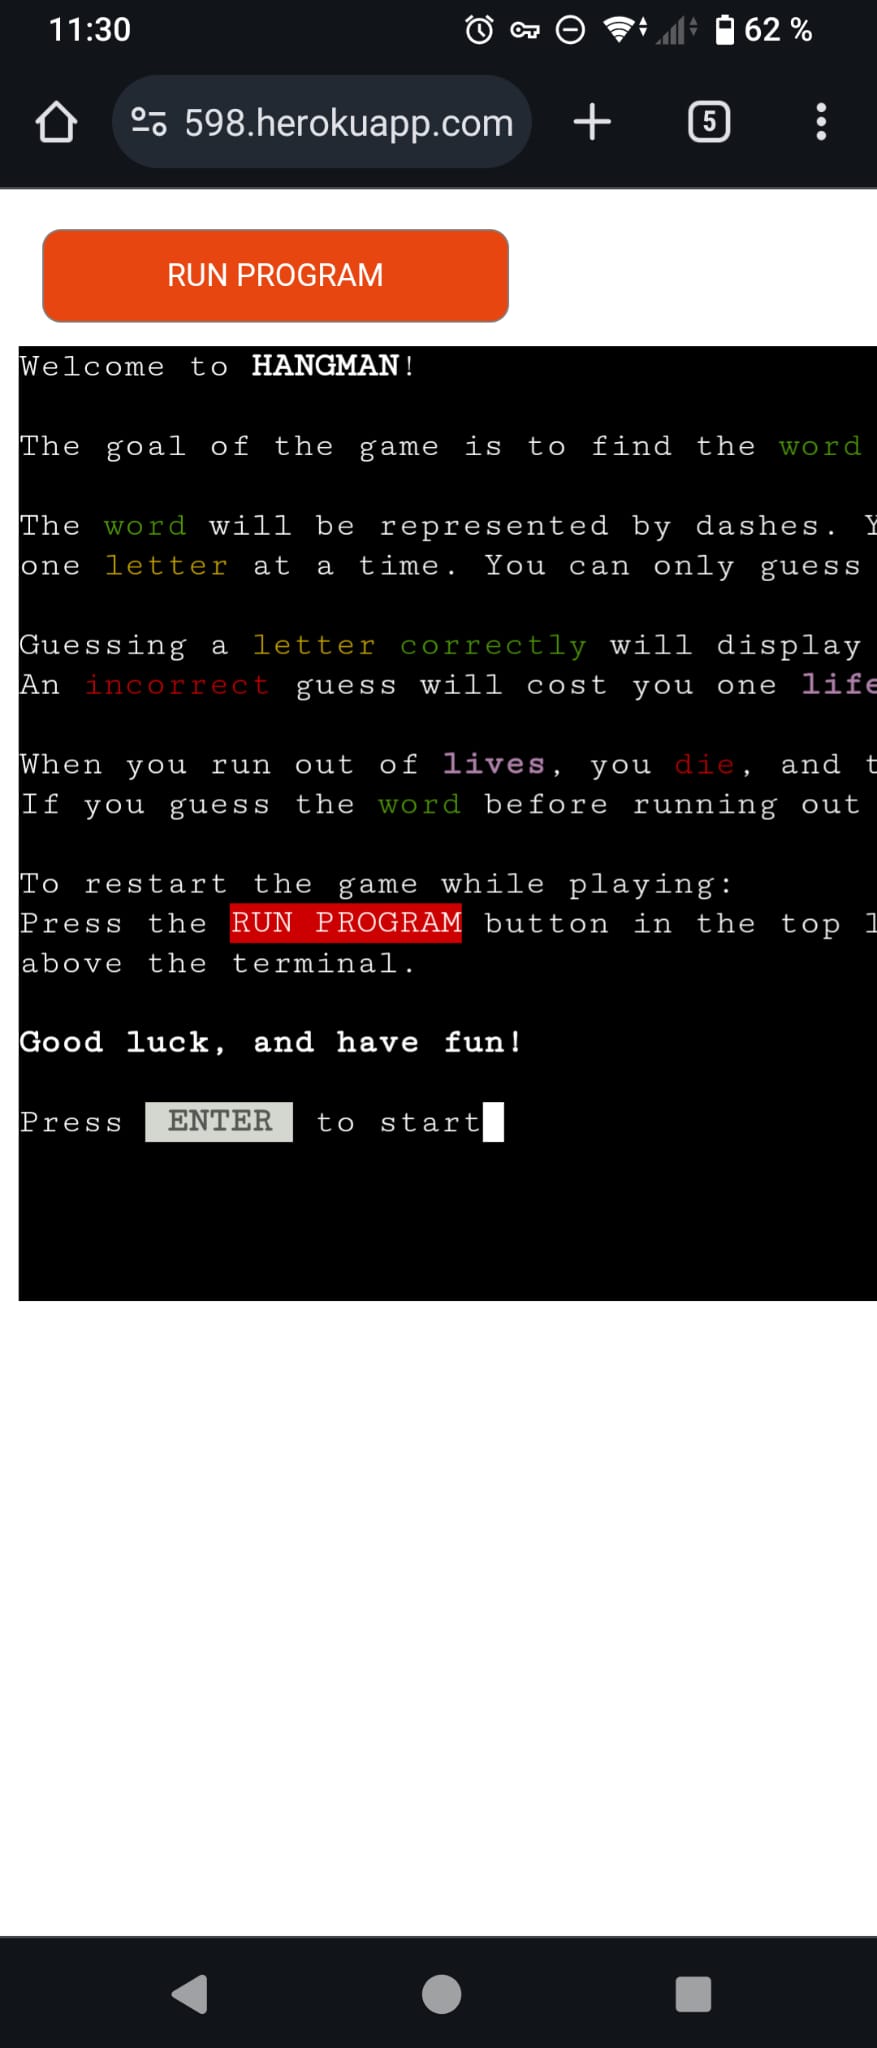 11:30
62 %
598.herokuapp.com
5
RUN PROGRAM
Welcome to HANGMAN!
The goal of the game is to find the word
The word will be represented by dashes. Y
one letter at a time. You can only guess
Guessing a letter correctly will display
An incorrect guess will cost you one life
When you run out of lives, you die, and t
If you guess the word before running out
To restart the game while playing:
Press the RUN PROGRAM button in the top l
above the terminal.
Good luck, and have fun!
Press ENTER to start